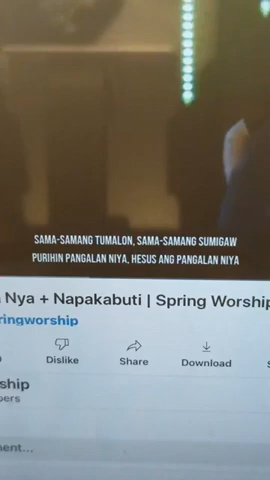 SAMA-SAMANG TUMALON, SAMA-SAMANG SUMIGAW
PURIHIN PANGALAN NIYA, HESUS ANG PANGALAN NIYA
Nya + Napakabuti | Spring Worship
ringworship
Dislike
Share
Download
ship
bers
ent...